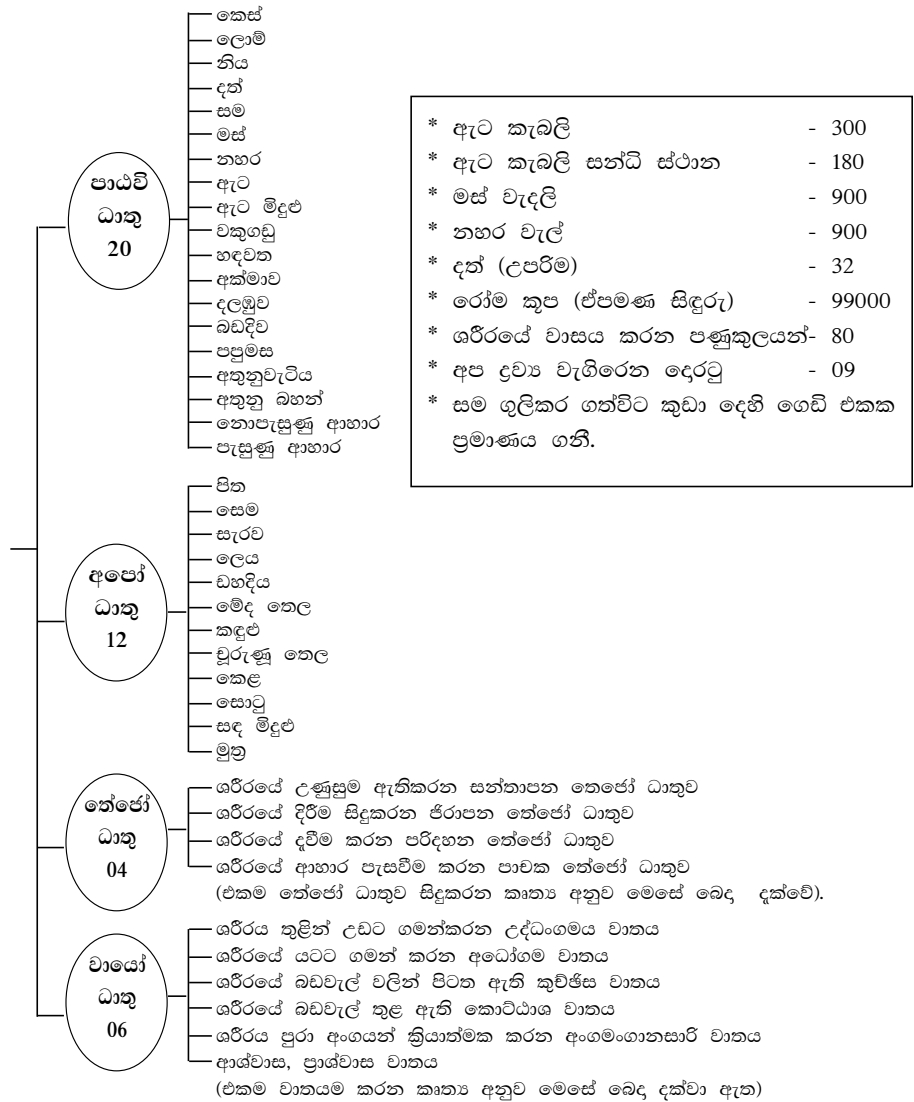 පාඨවි
ධාතු
20
කෙස්
ලොම්
නිය
දත්
සම
මස්
නහර
ඇට
ඇට මිදුළු
වකුගඩු
හඳවත
අක්මාව
දලඹුව
බඩදිව
පපුමස
අතුනුවැටිය
අතුනු බහන්
නොපැසුණු ආහාර
පැසුණු ආහාර
* ඇට කැබලි - 300
* ඇට කැබලි සන්ධි ස්ථාන - 180
* මස් වැදලි - 900
* නහර වැල් - 900
* දත් (උපරිම) - 32
* රෝම කූප (ඒපමණ සිඳුරු) - 99000
* ශරීරයේ වාසය කරන පණුකුලයන්- 80
* අප ද්‍රව්‍ය වැගිරෙන දොරටු - 09
* සම ගුලිකර ගත්විට කුඩා දෙහි ගෙඩි එකක
ප්‍රමාණය ගනී.
අපෝ
ධාතු
12
පිත
සෙම
සැරව
ලෙය
ඩහදිය
මේද තෙල
කඳුළු
වූරුණු තෙල
කෙළ
සොටු
සඳ මිදුළු
මුත්‍ර
තේජෝ
ධාතු
04
ශරීරයේ උණුසුම ඇතිකරන සන්තාපන තෙජෝ ධාතුව
ශරීරයේ දිරීම සිදුකරන ජිරාපන තේජෝ ධාතුව
ශරීරයේ දැවීම කරන පරිදහන තේජෝ ධාතුව
ශරීරයේ ආහාර පැසවීම කරන පාචක තේජෝ ධාතුව
(එකම තේජෝ ධාතුව සිදුකරන කෘත්‍ය අනුව මෙසේ බෙදා දැක්වේ).
වායෝ
ධාතු
06
ශරීරය තුළින් උඩට ගමන්කරන උද්ධංගමය වාතය
ශරීරයේ යටට ගමන් කරන අධෝගම වාතය
ශරීරයේ බඩවැල් වලින් පිටත ඇති කුච්ඡිස වාතය
ශරීරයේ බඩවැල් තුළ ඇති කොට්ඨාශ වාතය
ශරීරය පුරා අංගයන් ක්‍රියාත්මක කරන අංගමංගානසාරි වාතය
ආශ්වාස, ප්‍රාශ්වාස වාතය
(එකම වාතයම කරන කෘත්‍ය අනුව මෙසේ බෙදා දක්වා ඇත)